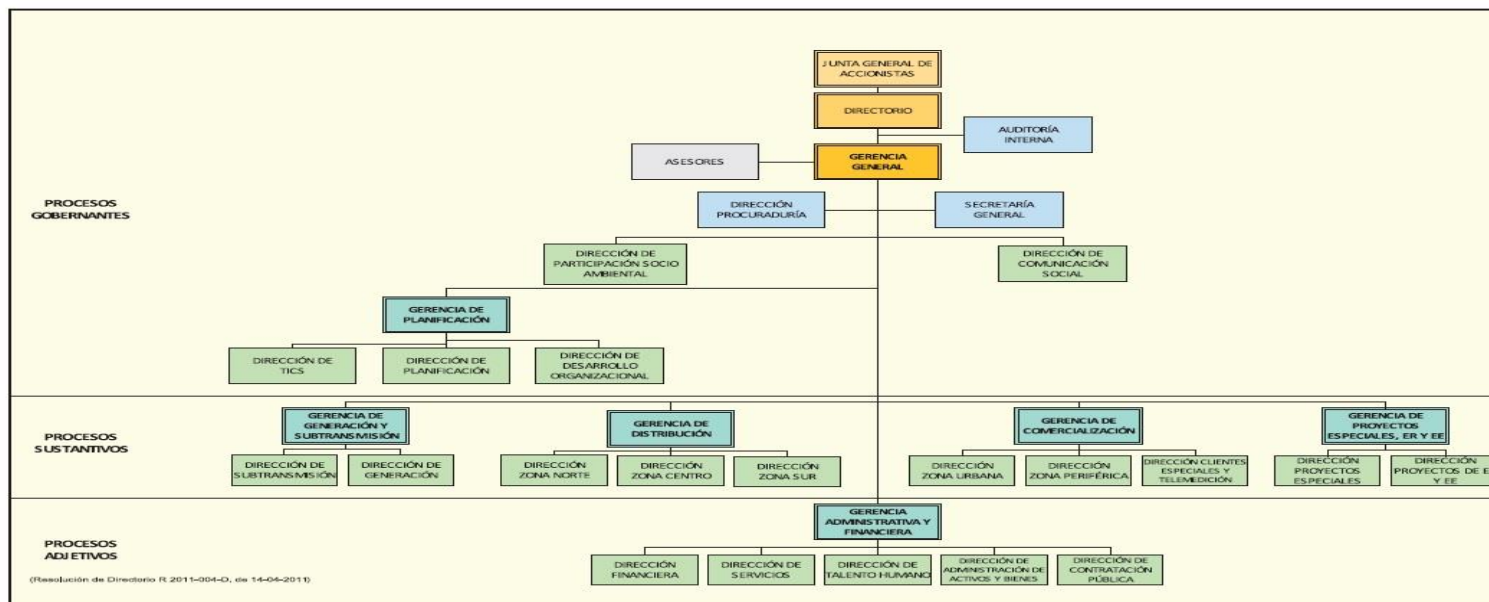 JUNTA GENERAL DE
ACCIONISTAS
DIRECTORIO
AUDITORÍA
INTERNA
ASESORES
GERENCIA
GENERAL
PROCESOS
GOBERNANTES
DIRECCIÓN
PROCURADURÍA
SECRETARÍA
GENERAL
DIRECCIÓN DE
PARTICIPACIÓN SOCIO
AMBIENTAL
DIRECCIÓN DE
COMUNICACIÓN
SOCIAL
GERENCIA DE
PLANIFICACIÓN
DIRECCIÓN DE
TICS
DIRECCIÓN DE
PLANIFICACIÓN
DIRECCIÓN DE
DESARROLLO
ORGANIZACIONAL
PROCESOS
SUSTANTIVOS
GERENCIA DE
GENERACIÓN Y
SUBTRANSMISIÓN
GERENCIA DE
DISTRIBUCIÓN
GERENCIA DE
COMERCIALIZACIÓN
GERENCIA DE
PROYECTOS
ESPECIALES, ER Y EE
DIRECCIÓN DE
SUBTRANSMISIÓN
DIRECCIÓN DE
GENERACIÓN
DIRECCIÓN
ZONA NORTE
DIRECCIÓN
ZONA CENTRO
DIRECCIÓN
ZONA SUR
DIRECCIÓN
ZONA URBANA
DIRECCIÓN
ZONA PERIFÉRICA
DIRECCIÓN CLIENTES
ESPECIALES Y
TELEMEDICIÓN
DIRECCIÓN
PROYECTOS
ESPECIALES
DIRECCIÓN
PROYECTOS DE E
Y EE
PROCESOS
ADJETIVOS
GERENCIA
ADMINISTRATIVA Y
FINANCIERA
DIRECCIÓN
FINANCIERA
DIRECCIÓN DE
SERVICIOS
DIRECCIÓN DE
TALENTO HUMANO
DIRECCIÓN DE
ADMINISTRACIÓN DE
ACTIVOS Y BIENES
DIRECCIÓN DE
CONTRATACIÓN
PÚBLICA
(Resolución de Directorio R 2011-004-D, de 14-04-2011)